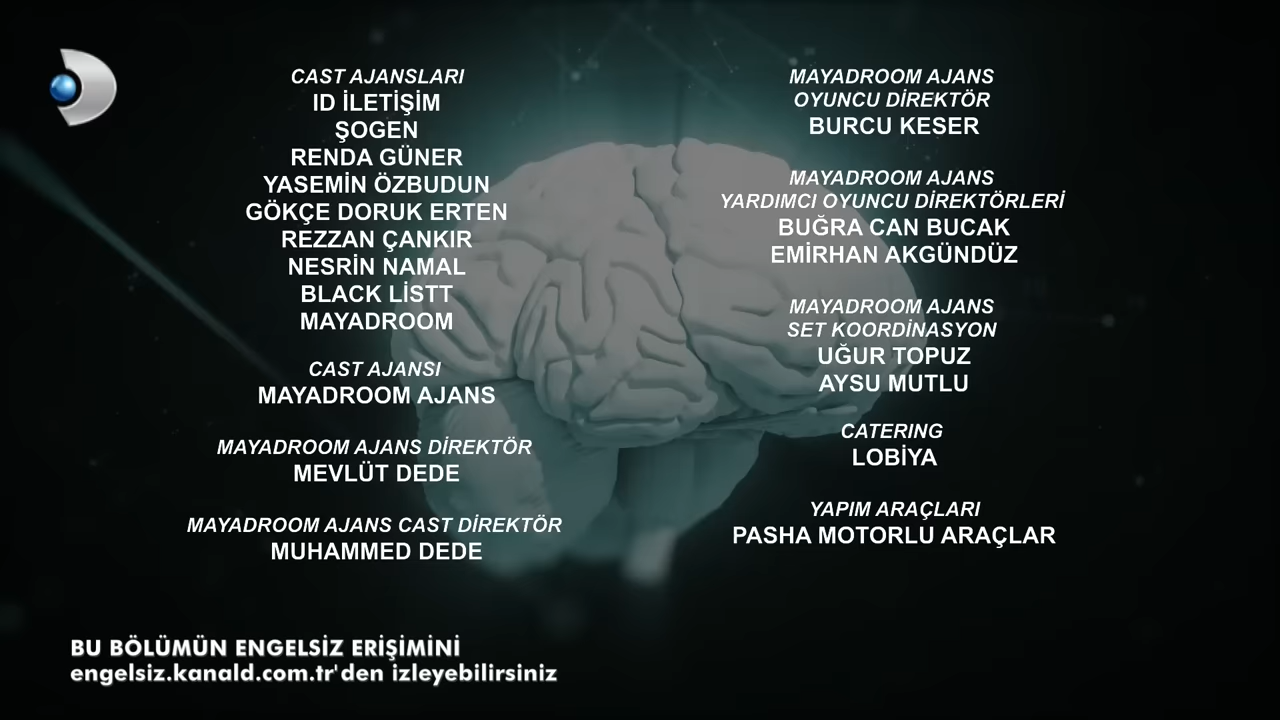 CAST AJANSLARI
ID İLETİŞİM
ŞOGEN
RENDA GÜNER
YASEMİN ÖZBUDUN
GÖKÇE DORUK ERTEN
REZZAN ÇANKIR
NESRİN NAMAL
BLACK LİSTT
MAYADROOM
CAST AJANSI
MAYADROOM AJANS
MAYADROOM AJANS DİREKTÖR
MEVLÜT DEDE
MAYADROOM AJANS CAST DİREKTÖR
MUHAMMED DEDE
MAYADROOM AJANS
OYUNCU DİREKTÖR
BURCU KESER
MAYADROOM AJANS
YARDIMCI OYUNCU DİREKTÖRLERİ
BUĞRA CAN BUCAK
EMİRHAN AKGÜNDÜZ
MAYADROOM AJANS
SET KOORDİNASYON
UĞUR TOPUZ
AYSU MUTLU
CATERING
LOBİYA
YAPIM ARAÇLARI
PASHA MOTORLU ARAÇLAR
BU BÖLÜMÜN ENGELSİZ ERİŞİMİNİ
engelsiz.kanald.com.tr'den izleyebilirsiniz